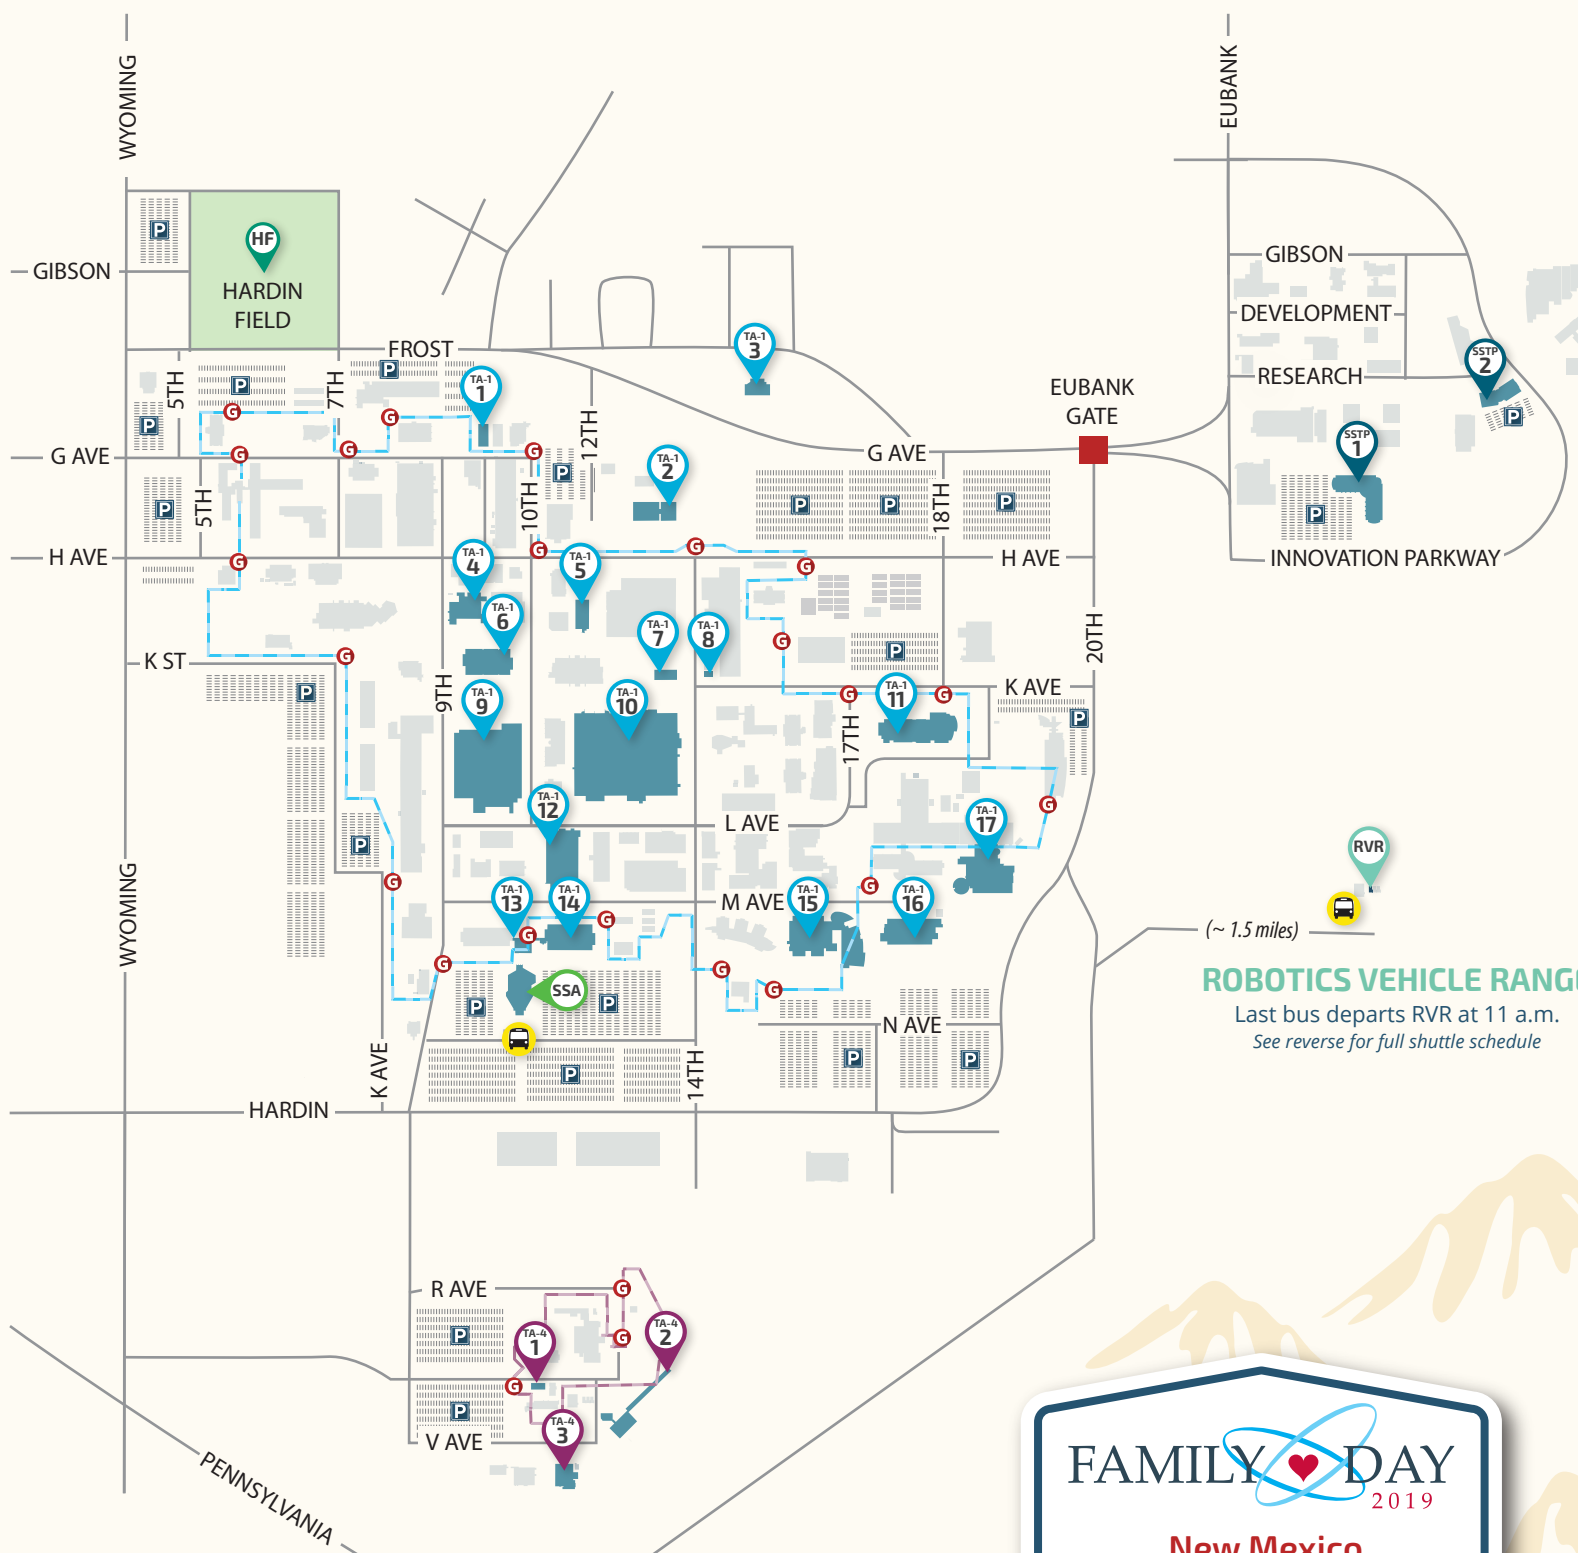 WYOMING
EUBANK
P
HF
GIBSON
HARDIN
FIELD
GIBSON
DEVELOPMENT
FROST
TA-1
3
SSTP
2
RESEARCH
P
5TH
P
7TH
TA-1
1
EUBANK
GATE
G
G
P
12TH
P
G AVE
G
G
G
G AVE
SSTP
1
TA-1
2
P
P
5TH
10TH
P
P
18TH
P
P
H AVE
G
TA-1
4
G
TA-1
5
G
G
H AVE
INNOVATION PARKWAY
TA-1
6
TA-1
7
TA-1
8
G
20TH
K ST
G
P
P
9TH
TA-1
9
TA-1
10
G
TA-1
11
G
K AVE
P
17TH
TA-1
12
L AVE
TA-1
17
G
P
RVR
WYOMING
G
G
M AVE
TA-1
13
TA-1
14
G
G
TA-1
15
TA-1
16
(~ 1.5 miles)
G
G
G
SSA
P
P
ROBOTICS VEHICLE RANG
Last bus departs RVR at 11 a.m.
See reverse for full shuttle schedule
N AVE
P
P
K AVE
P
14TH
HARDIN
R AVE
G
P
TA-4
1
G
TA-4
2
G
P
V AVE
TA-4
3
PENNSYLVANIA
FAMILY DAY
2019
New Mexico